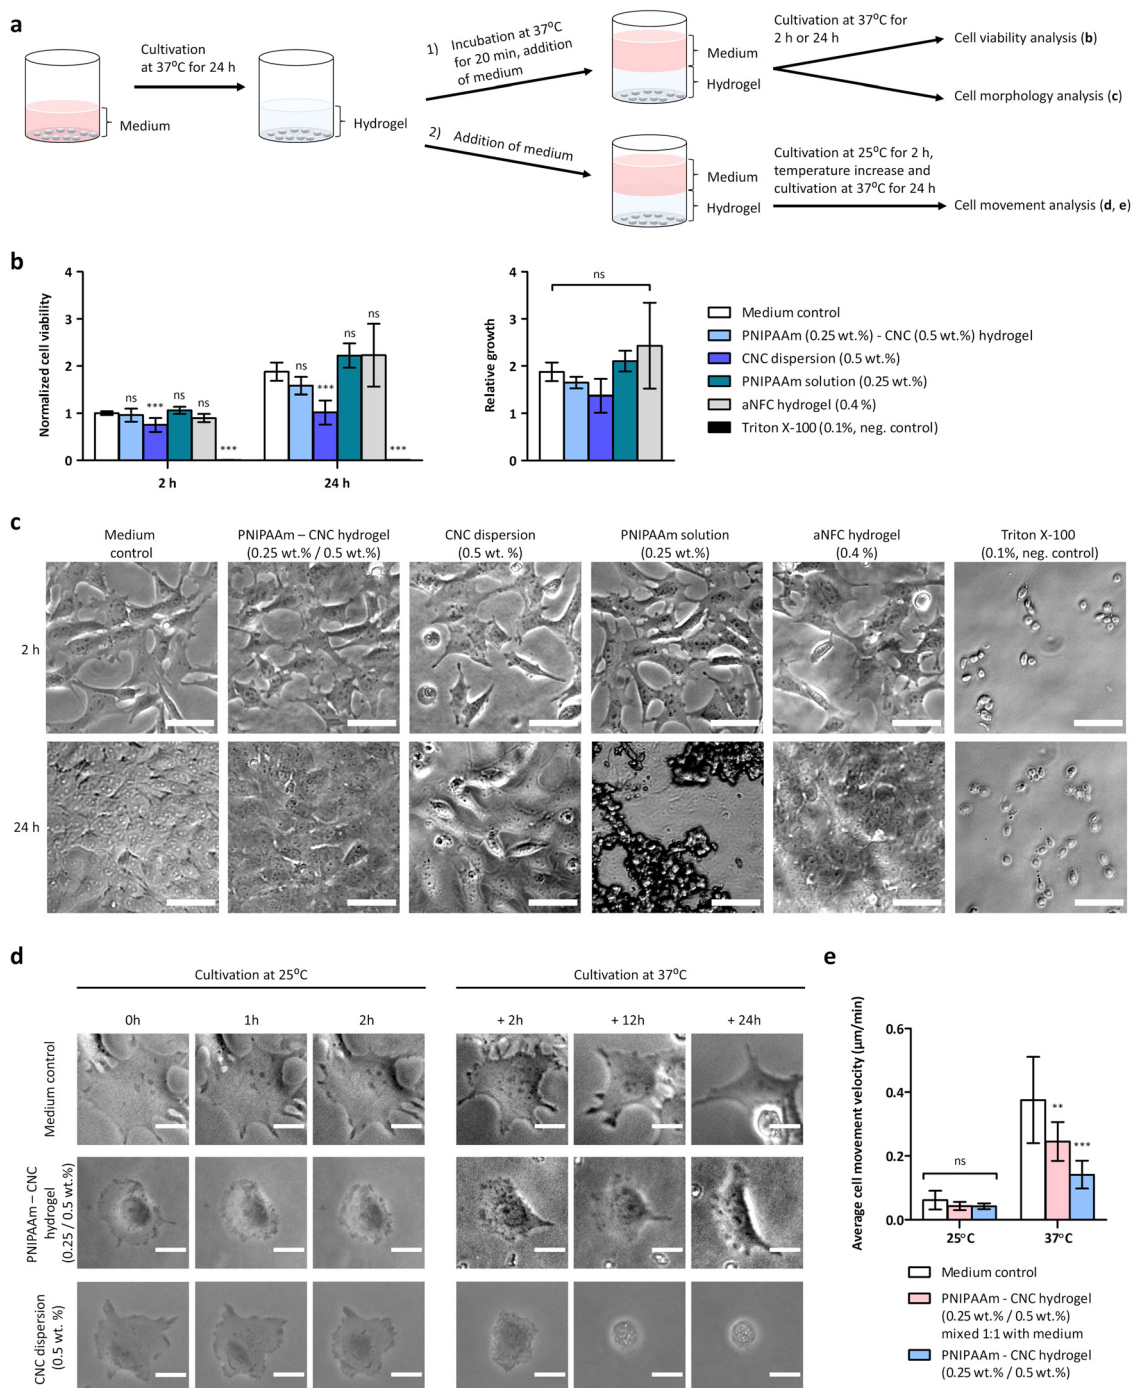 a
Cultivation
at 37°C for 24 h
Medium
Hydrogel
1) Incubation at 37°C
for 20 min, addition
of medium
2) Addition of medium
Medium
Hydrogel
Medium
Hydrogel
Cultivation at 37°C for
2 h or 24 h
Cell viability analysis (b)
Cell morphology analysis (c)
Cultivation at 25°C for 2 h,
temperature increase and
cultivation at 37°C for 24 h
Cell movement analysis (d, e)
b
Normalized cell viability
4
3
2
1
0
ns
***
ns
ns
***
ns
***
ns
ns
***
2 h
24 h
Relative growth
4
3
2
1
0
ns
Medium control
PNIPAAm (0.25 wt.%) - CNC (0.5 wt.%) hydrogel
CNC dispersion (0.5 wt.%)
PNIPAAm solution (0.25 wt.%)
aNFC hydrogel (0.4 %)
Triton X-100 (0.1%, neg. control)
c
Medium
control
PNIPAAm – CNC hydrogel
(0.25 wt.% / 0.5 wt.%)
CNC dispersion
(0.5 wt. %)
PNIPAAm solution
(0.25 wt.%)
aNFC hydrogel
(0.4 %)
Triton X-100
(0.1%, neg. control)
2 h
24 h
d
Cultivation at 25°C
Cultivation at 37°C
0h
1h
2h
+ 2h
+ 12h
+ 24h
Medium control
PNIPAAm – CNC
hydrogel
(0.25 / 0.5 wt.%)
CNC dispersion
(0.5 wt. %)
e
Average cell movement velocity (µm/min)
0.6
0.4
0.2
0.0
ns
**
***
25°C
37°C
Medium control
PNIPAAm - CNC hydrogel
(0.25 wt.% / 0.5 wt.%)
mixed 1:1 with medium
PNIPAAm - CNC hydrogel
(0.25 wt.% / 0.5 wt.%)